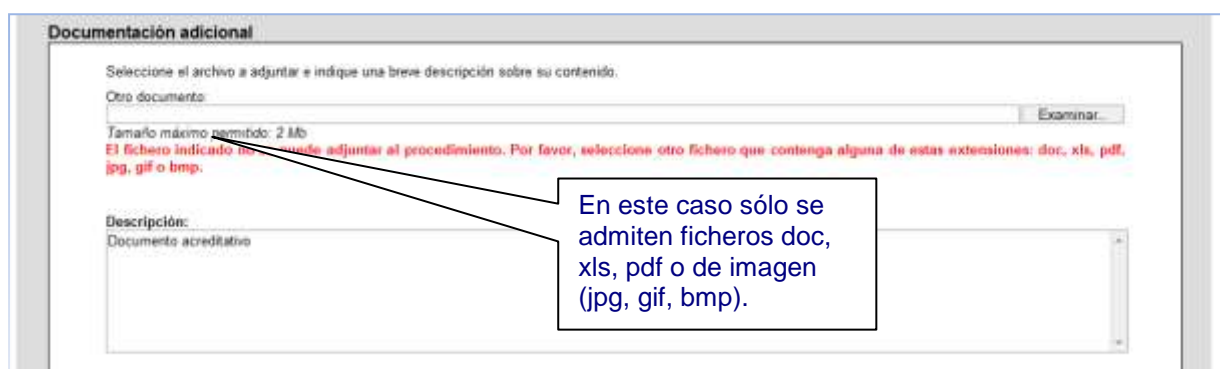 Documentación adicional
Seleccione el archivo a adjuntar e indique una breve descripción sobre su contenido.
Otro documento:
Examinar...
Tamaño máximo permitido: 2 Mb
El fichero indicado no se puede adjuntar al procedimiento. Por favor, seleccione otro fichero que contenga alguna de estas extensiones: doc, xls, pdf,
jpg, gif o bmp.
En este caso sólo se
admiten ficheros doc,
xls, pdf o de imagen
(jpg, gif, bmp).
Descripción:
Documento acreditativo